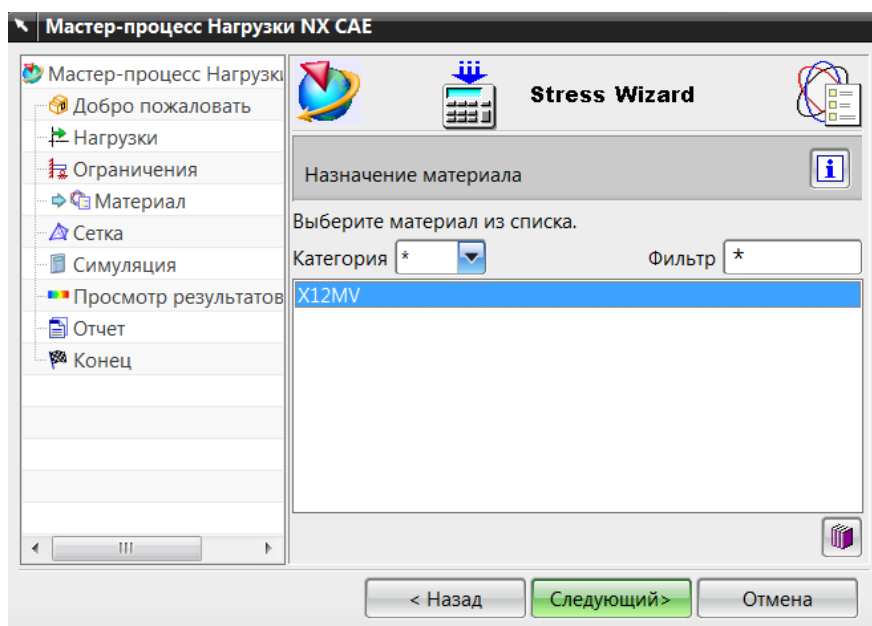 Мастер-процесс Нагрузки NX CAE
Мастер-процесс Нагрузки
Добро пожаловать
Нагрузки
Ограничения
Материал
Сетка
Симуляция
Просмотр результатов
Отчет
Конец
Stress Wizard
Назначение материала
Выберите материал из списка.
Категория * Фильтр *
X12MV
< Назад Следующий> Отмена